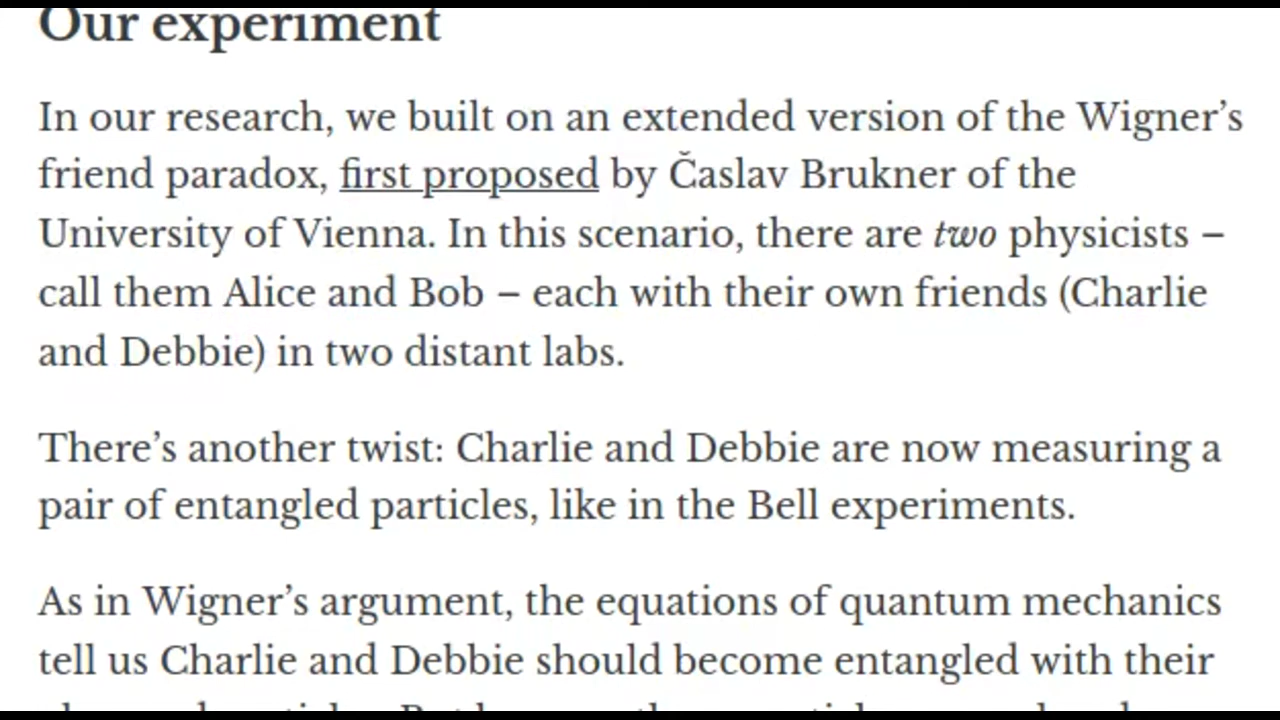 Our experiment
In our research, we built on an extended version of the Wigner’s
friend paradox, first proposed by Časlav Brukner of the
University of Vienna. In this scenario, there are two physicists –
call them Alice and Bob – each with their own friends (Charlie
and Debbie) in two distant labs.
There’s another twist: Charlie and Debbie are now measuring a
pair of entangled particles, like in the Bell experiments.
As in Wigner’s argument, the equations of quantum mechanics
tell us Charlie and Debbie should become entangled with their